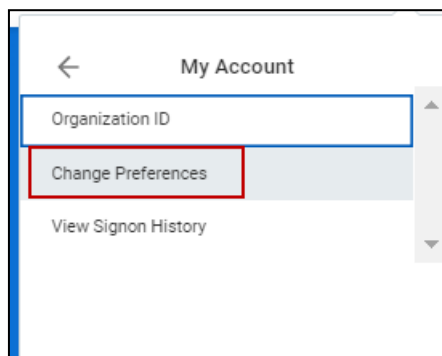 My Account
Organization ID
Change Preferences
View Signon History